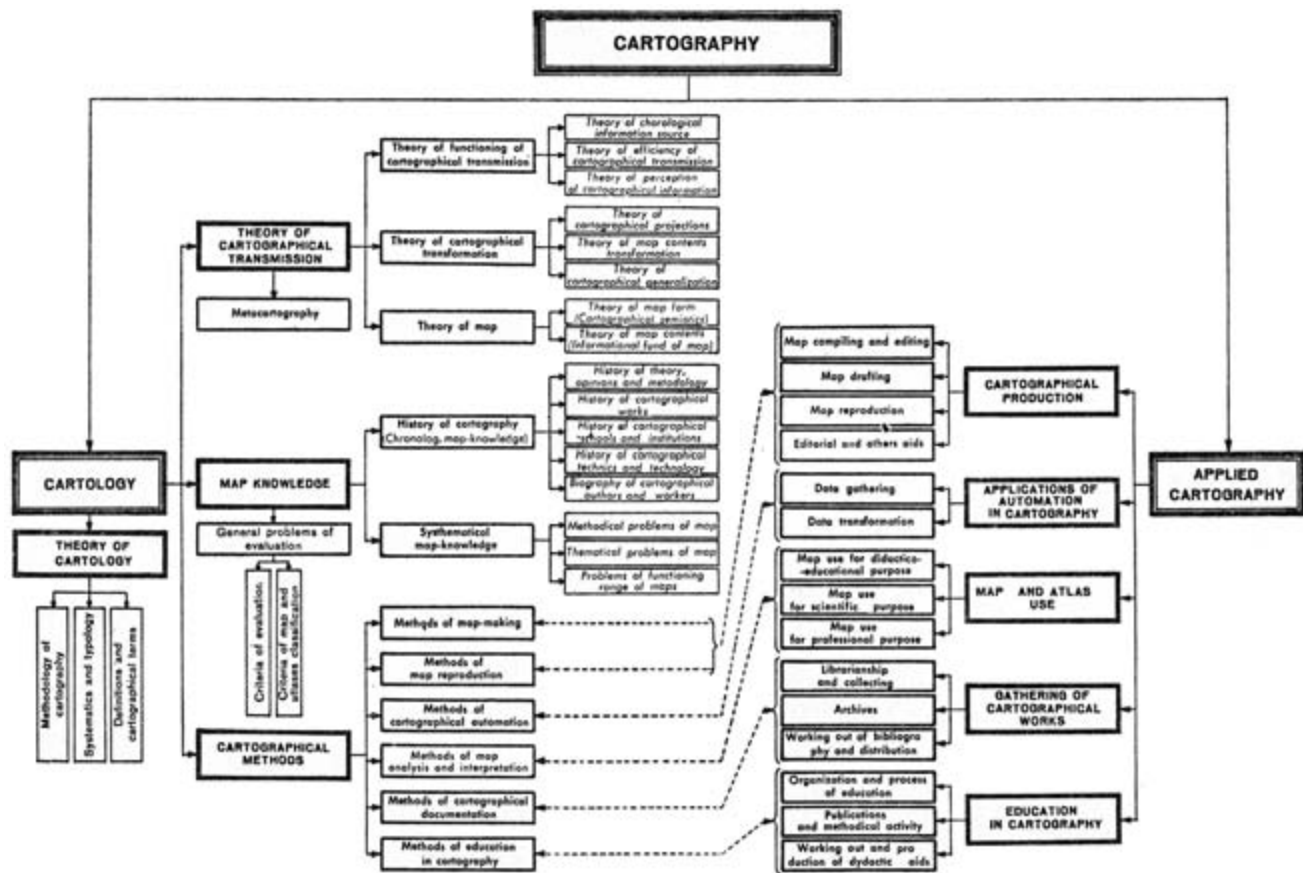 CARTOGRAPHY
Theory of functioning of
cartographical transmission
Theory of chorological
information source
Theory of efficiency of
cartographical transmission
Theory of perception
of cartographical information
THEORY OF
CARTOGRAPHICAL
TRANSMISSION
Metacartography
Theory of cartographical
transformation
Theory of
cartographical projections
Theory of map contents
transformation
Theory of
cartographical generalization
Theory of map
Theory of map form
(Cartographical semiotics)
Theory of map contents
(Informational fund of map)
CARTOLOGY
THEORY OF
CARTOLOGY
Methodology of
cartography
Systematics and typology
Definitions and
cartographical terms
MAP KNOWLEDGE
General problems of
evaluation
Criteria of evaluation
Criteria of map and
atlases classification
History of cartography
(Chronolog. map-knowledge)
History of theory,
opinions and metodology
History of cartographical
works
History of cartographical
schools and institutions
History of cartographical
technics and technology
Biography of cartographical
authors and workers
Systhematical
map-knowledge
Methodical problems of map
Thematical problems of map
Problems of functioning
range of maps
CARTOGRAPHICAL
METHODS
Methods of map-making
Methods of
map reproduction
Methods of
cartographical automation
Methods of map
analysis and interpretation
Methods of cartographical
documentation
Methods of education
in cartography
Map compiling and editing
Map drafting
Map reproduction
Editorial and others aids
CARTOGRAPHICAL
PRODUCTION
Data gathering
Data transformation
APPLICATIONS OF
AUTOMATION
IN CARTOGRAPHY
Map use for didactico-
-educational purpose
Map use
for scientific purpose
Map use
for professional purpose
MAP AND ATLAS
USE
Librarianship
and collecting
Archives
Working out of bibliogra
phy and distribution
GATHERING OF
CARTOGRAPHICAL
WORKS
Organization and process
of education
Publications
and methodical activity
Working out and pro
duction of dydactic aids
EDUCATION
IN CARTOGRAPHY
APPLIED
CARTOGRAPHY